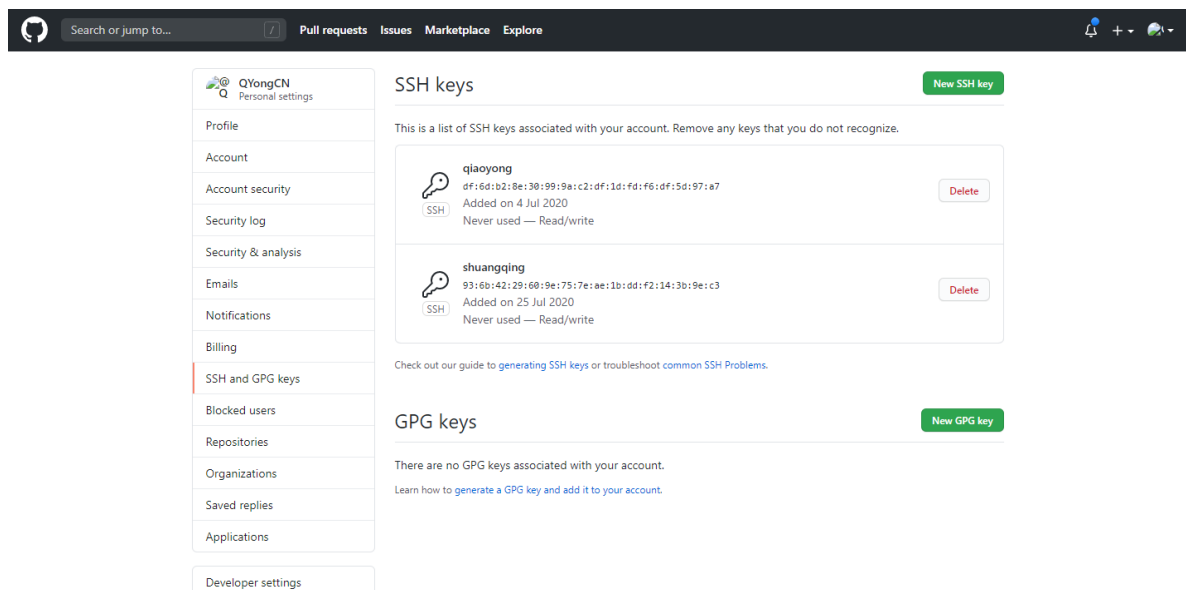 Search or jump to... /
Pull requests Issues Marketplace Explore
@
Q
QYongCN
Personal settings
Profile
Account
Account security
Security log
Security & analysis
Emails
Notifications
Billing
SSH and GPG keys
Blocked users
Repositories
Organizations
Saved replies
Applications
Developer settings
SSH keys
New SSH key
This is a list of SSH keys associated with your account. Remove any keys that you do not recognize.
SSH
qiaoyong
df:6d:b2:8e:30:99:9a:c2:df:1d:fd:f6:df:5d:97:a7
Added on 4 Jul 2020
Never used — Read/write
Delete
SSH
shuangqing
93:6b:42:29:60:9e:75:7e:ae:1b:dd:f2:14:3b:9e:c3
Added on 25 Jul 2020
Never used — Read/write
Delete
Check out our guide to generating SSH keys or troubleshoot common SSH Problems.
GPG keys
New GPG key
There are no GPG keys associated with your account.
Learn how to generate a GPG key and add it to your account.